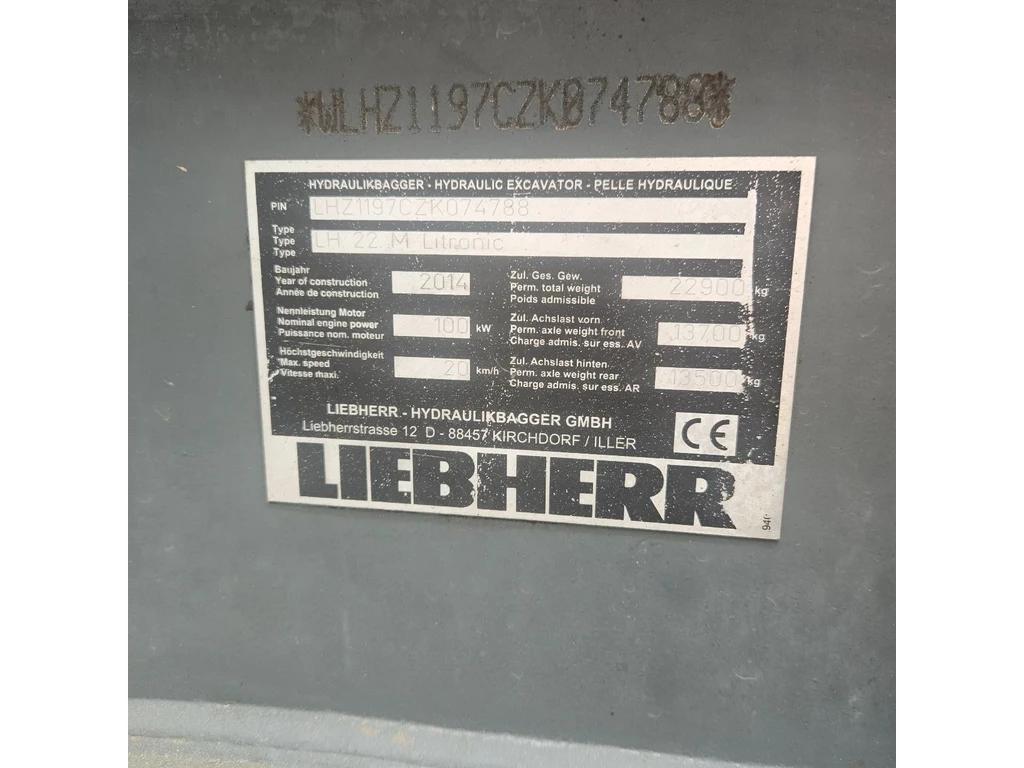 *WLHZ1197CZK074788*
HYDRAULIKBAGGER - HYDRAULIC EXCAVATOR - PELLE HYDRAULIQUE
PIN LHZ1197CZK074788
Type
Type LH 22 M Litronic
Type
Baujahr
Year of construction 2014
Année de construction
Zul. Ges. Gew.
Perm. total weight 22900 kg
Poids admissible
Nennleistung Motor
Nominal engine power 100 kW
Puissance nom. moteur
Zul. Achslast vorn
Perm. axle weight front 13700 kg
Charge admis. sur ess. AV
Höchstgeschwindigkeit
Max. speed 20 km/h
Vitesse maxi.
Zul. Achslast hinten
Perm. axle weight rear 13500 kg
Charge admis. sur ess. AR
LIEBHERR - HYDRAULIKBAGGER GMBH
Liebherrstrasse 12 D - 88457 KIRCHDORF / ILLER
CE
LIEBHERR